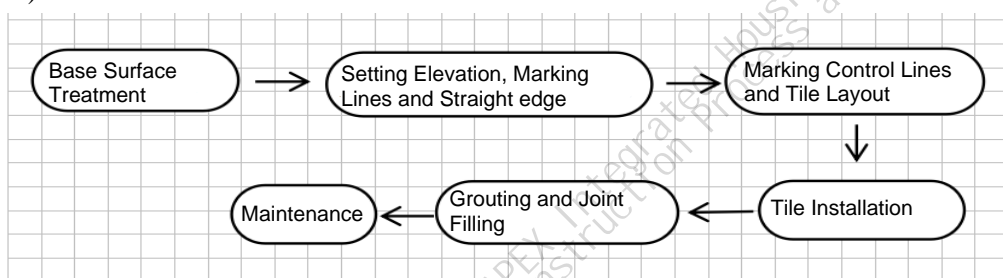 Base Surface
Treatment
Setting Elevation, Marking
Lines and Straight edge
Marking Control Lines
and Tile Layout
Tile Installation
Grouting and Joint
Filling
Maintenance